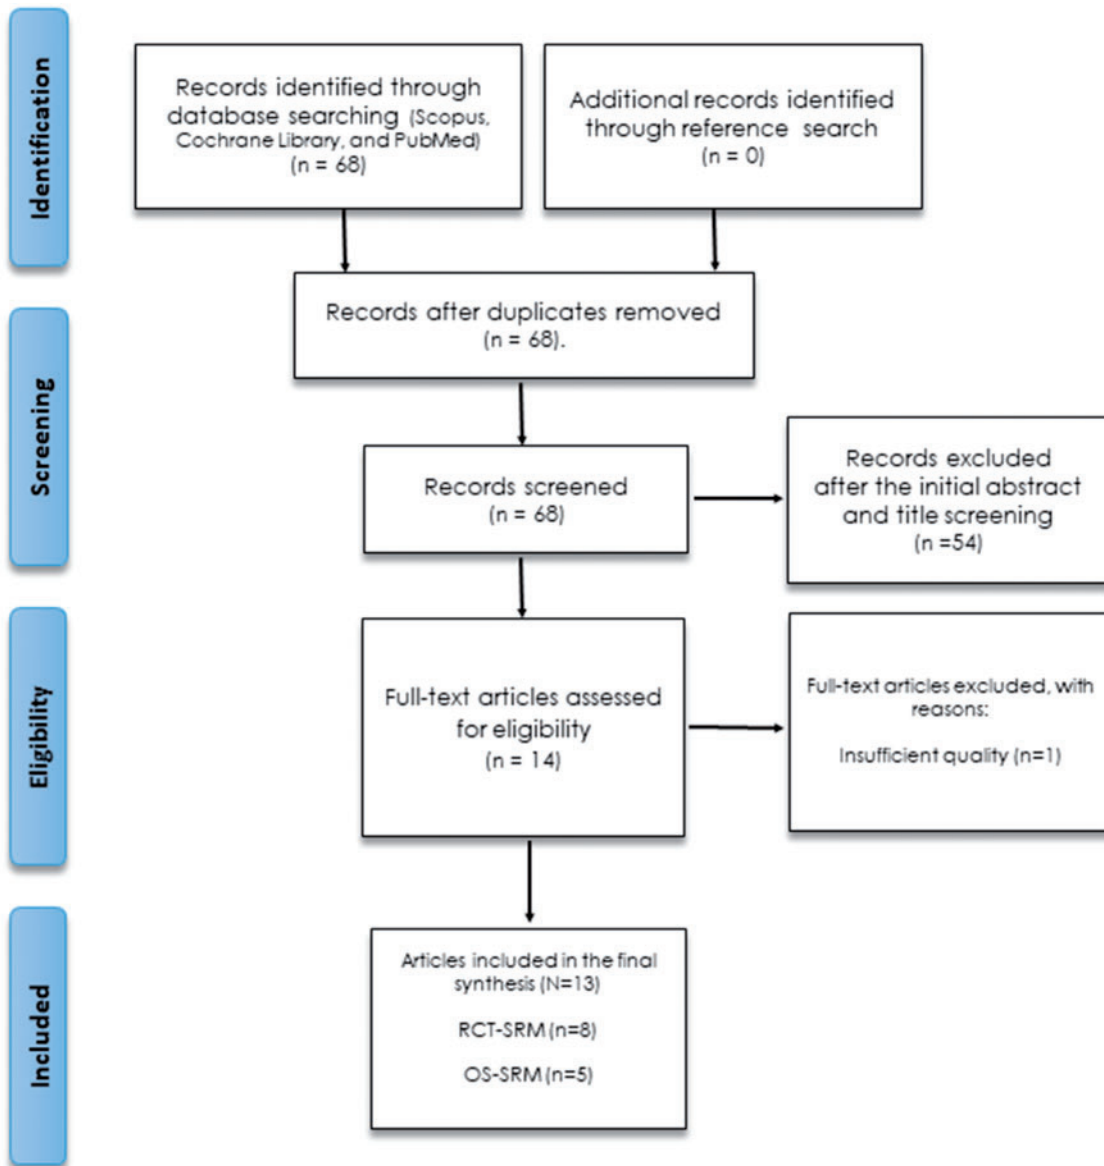 Identification
Records identified through
database searching (Scopus,
Cochrane Library, and PubMed)
(n = 68)
Additional records identified
through reference search
(n = 0)
Records after duplicates removed
(n = 68).
Screening
Records screened
(n = 68)
Records excluded
after the initial abstract
and title screening
(n =54)
Eligibility
Full-text articles assessed
for eligibility
(n = 14)
Full-text articles excluded, with
reasons:
Insufficient quality (n=1)
Included
Articles included in the final
synthesis (N=13)
RCT-SRM (n=8)
OS-SRM (n=5)